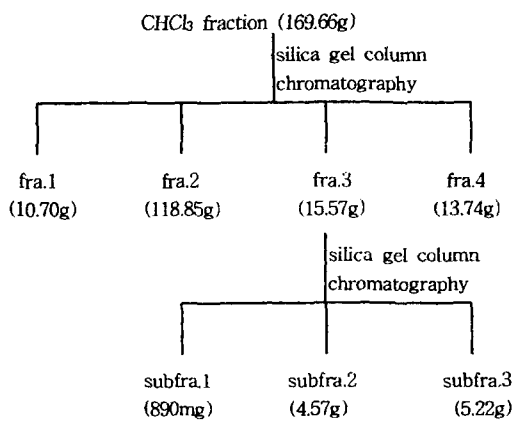 CHCl₃ fraction (169.66g)
silica gel column
chromatography
fra.1 fra.2 fra.3 fra.4
(10.70g) (118.85g) (15.57g) (13.74g)
silica gel column
chromatography
subfra.1 subfra.2 subfra.3
(890mg) (4.57g) (5.22g)